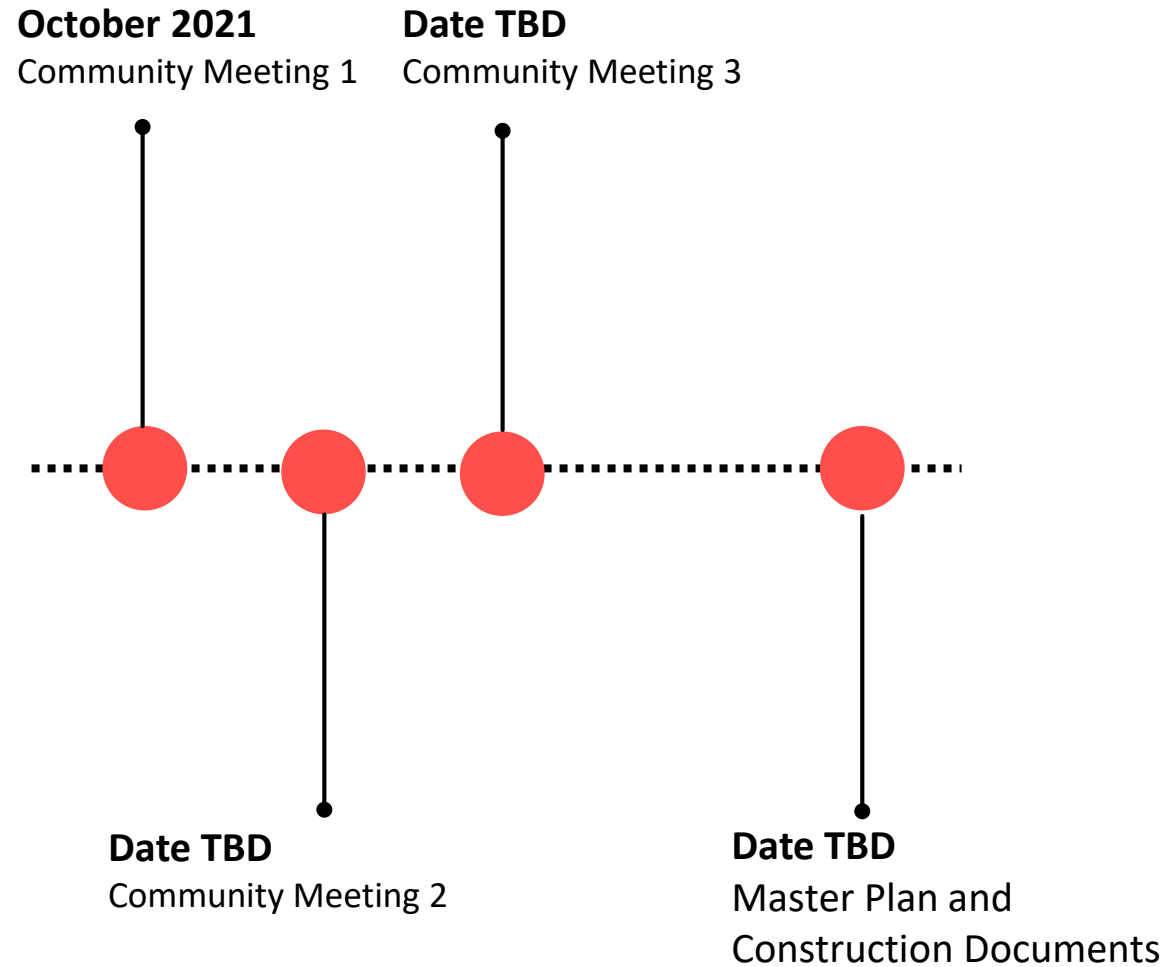 October 2021
Community Meeting 1
Date TBD
Community Meeting 3
Date TBD
Community Meeting 2
Date TBD
Master Plan and
Construction Documents